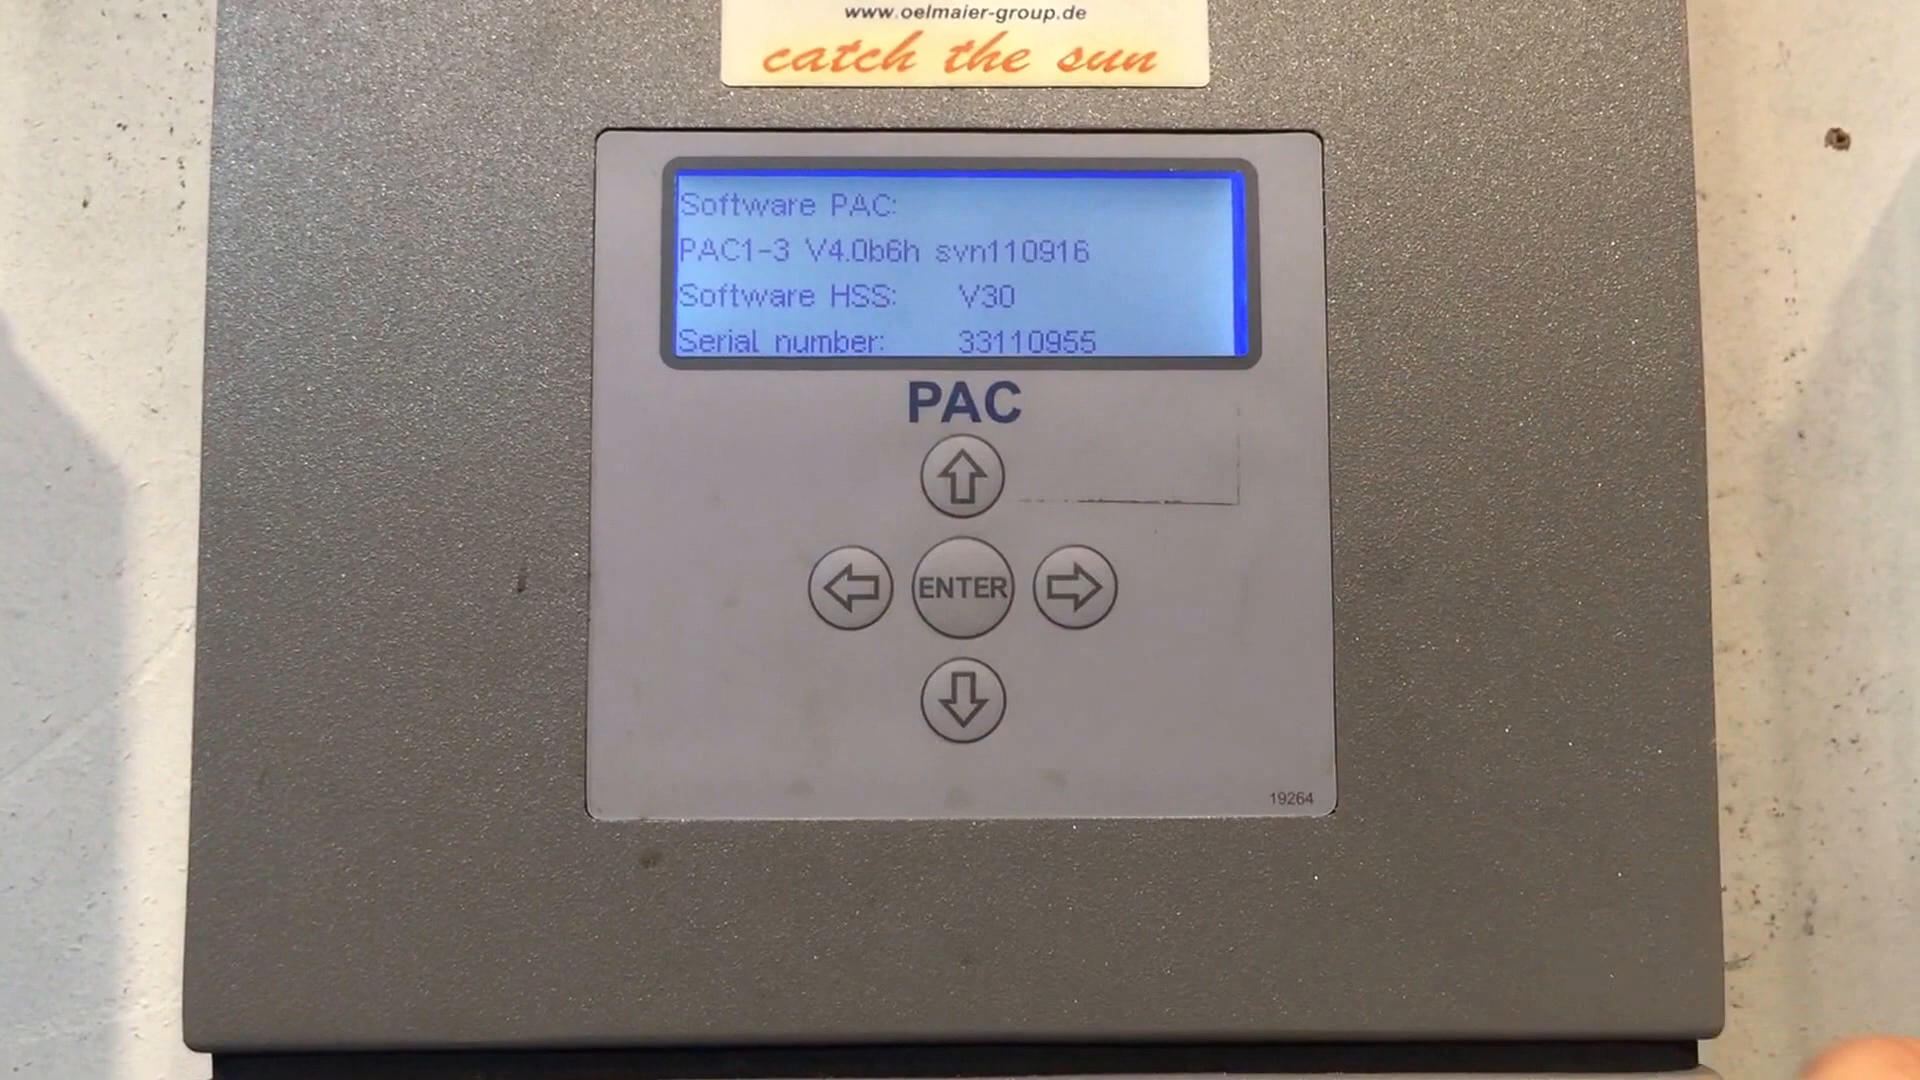 www.oelmaier-group.de
catch the sun
Software PAC:
PAC1-3 V4.0b6h svn110916
Software HSS: V30
Serial number: 33110955
PAC
ENTER
19264